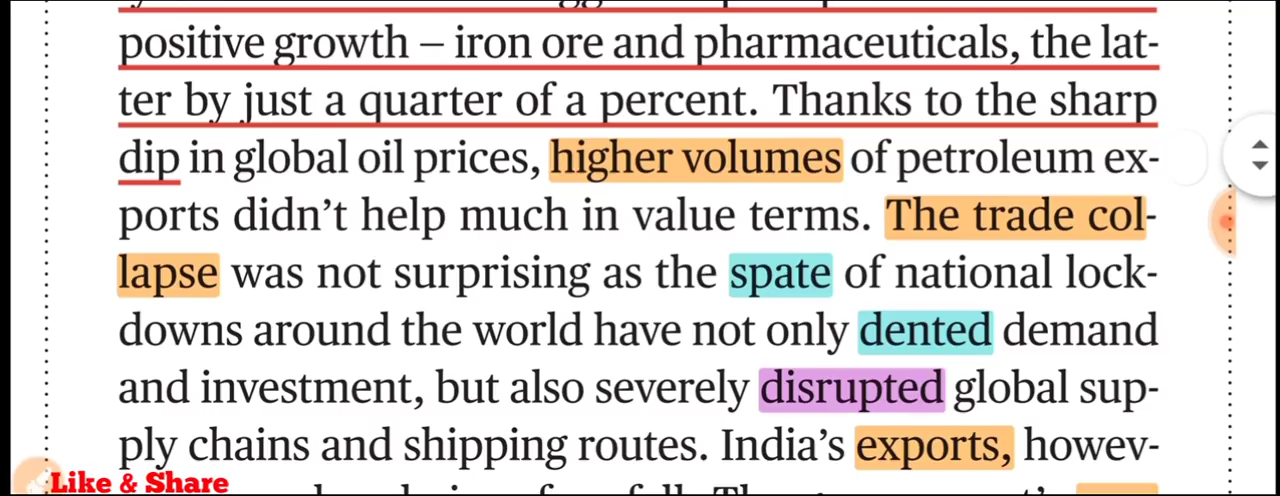 positive growth – iron ore and pharmaceuticals, the lat-
ter by just a quarter of a percent. Thanks to the sharp
dip in global oil prices, higher volumes of petroleum ex-
ports didn't help much in value terms. The trade col-
lapse was not surprising as the spate of national lock-
downs around the world have not only dented demand
and investment, but also severely disrupted global sup-
ply chains and shipping routes. India's exports, howev-
Like & Share